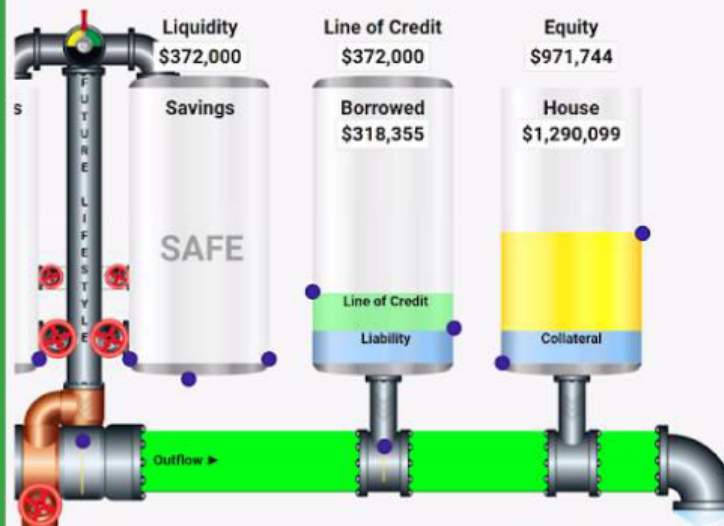 Liquidity
$372,000
Line of Credit
$372,000
Equity
$971,744
s
Savings
Borrowed
$318,355
House
$1,290,099
FUTURE LIFESTYLE
SAFE
Line of Credit
Liability
Collateral
Outflow ►